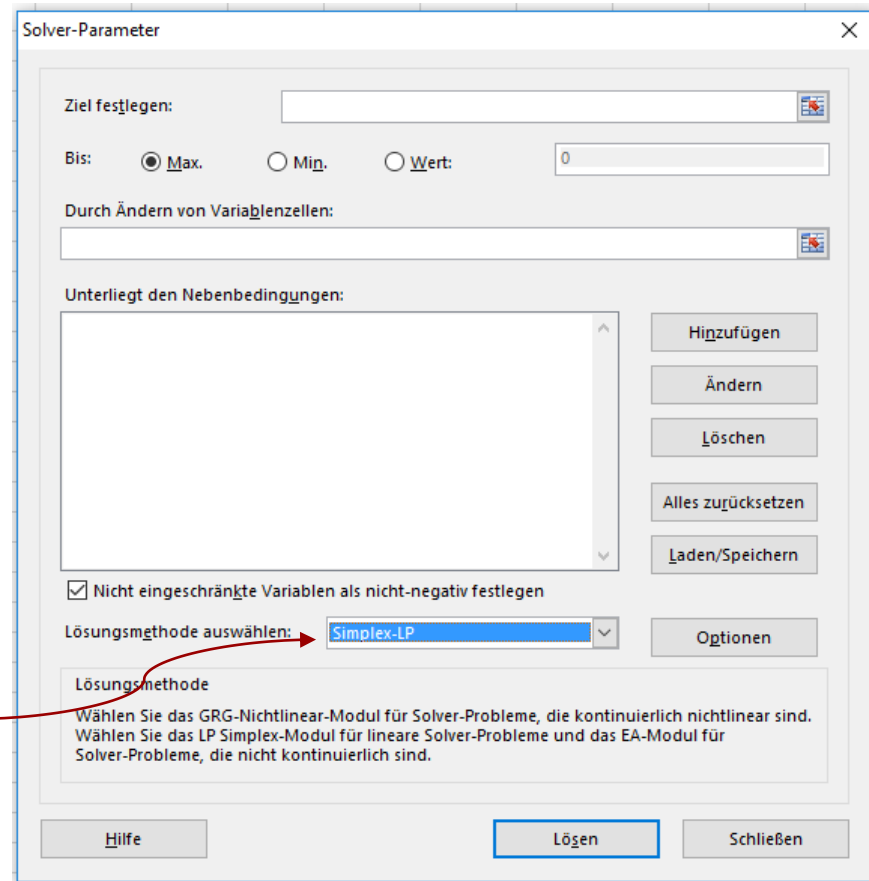 Solver-Parameter
Ziel festlegen:
Bis: Max. Min. Wert: 0
Durch Ändern von Variablenzellen:
Unterliegt den Nebenbedingungen:
Hinzufügen
Ändern
Löschen
Alles zurücksetzen
Laden/Speichern
Nicht eingeschränkte Variablen als nicht-negativ festlegen
Lösungsmethode auswählen: Simplex-LP Optionen
Lösungsmethode
Wählen Sie das GRG-Nichtlinear-Modul für Solver-Probleme, die kontinuierlich nichtlinear sind.
Wählen Sie das LP Simplex-Modul für lineare Solver-Probleme und das EA-Modul für
Solver-Probleme, die nicht kontinuierlich sind.
Hilfe Lösen Schließen